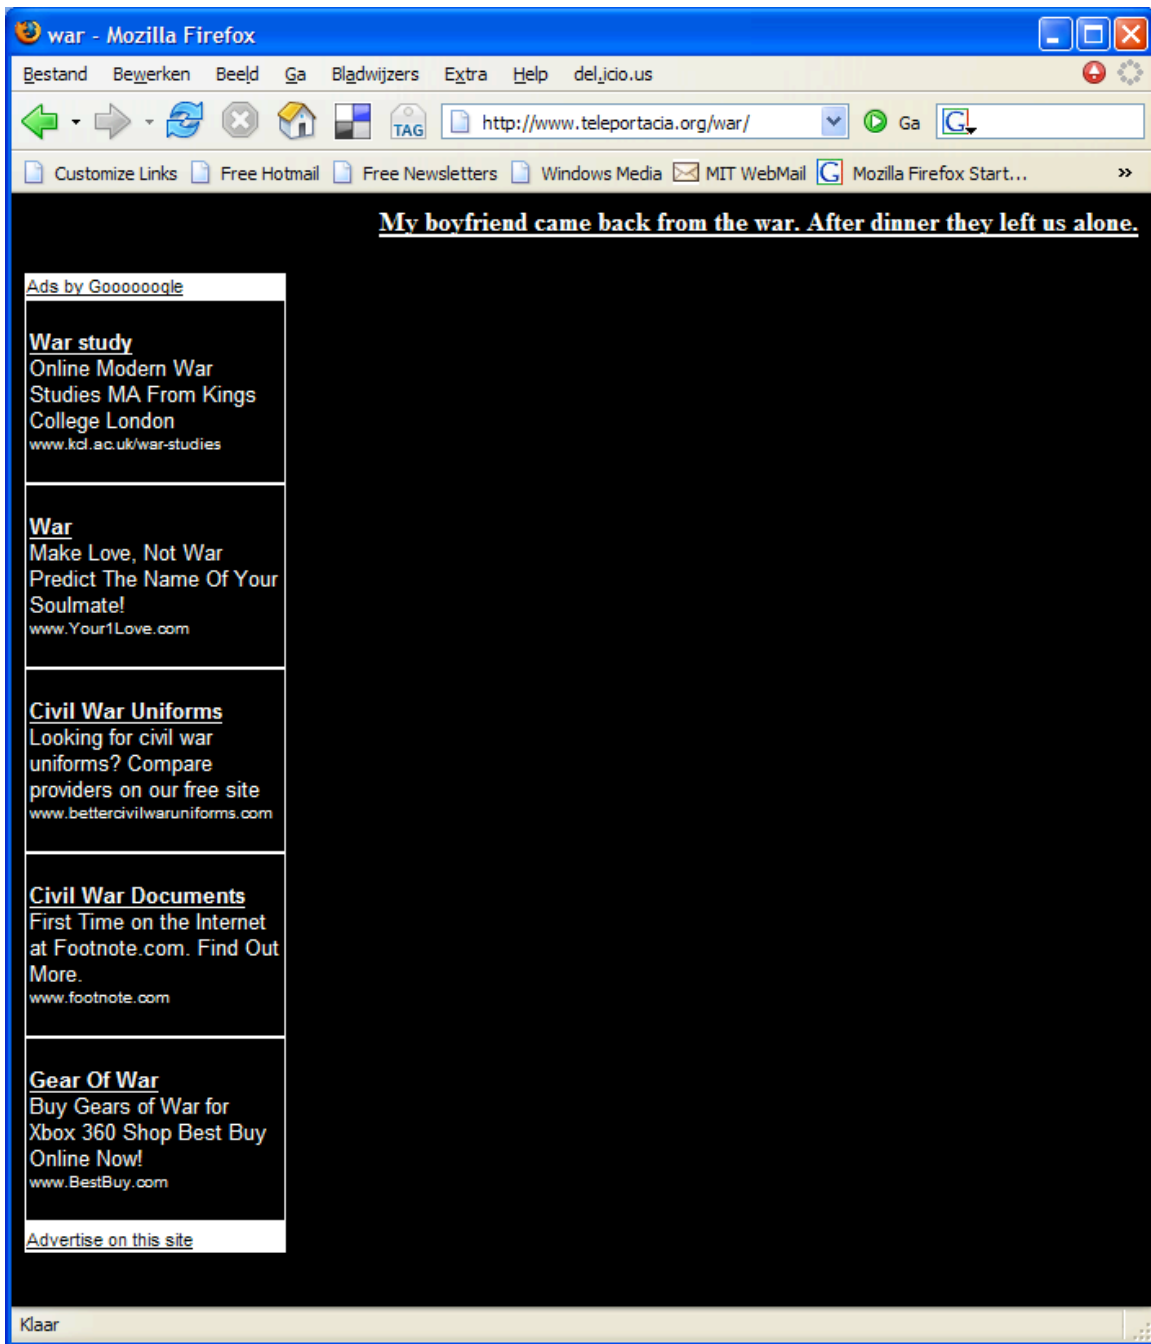 war - Mozilla Firefox
Bestand Bewerken Beeld Ga Bladwijzers Extra Help del.icio.us
TAG http://www.teleportacia.org/war/ Ga G
Customize Links Free Hotmail Free Newsletters Windows Media MIT WebMail G Mozilla Firefox Start... »
My boyfriend came back from the war. After dinner they left us alone.
Ads by Goooooogle
War study
Online Modern War
Studies MA From Kings
College London
www.kcl.ac.uk/war-studies
War
Make Love, Not War
Predict The Name Of Your
Soulmate!
www.Your1Love.com
Civil War Uniforms
Looking for civil war
uniforms? Compare
providers on our free site
www.bettercivilwaruniforms.com
Civil War Documents
First Time on the Internet
at Footnote.com. Find Out
More.
www.footnote.com
Gear Of War
Buy Gears of War for
Xbox 360 Shop Best Buy
Online Now!
www.BestBuy.com
Advertise on this site
Klaar